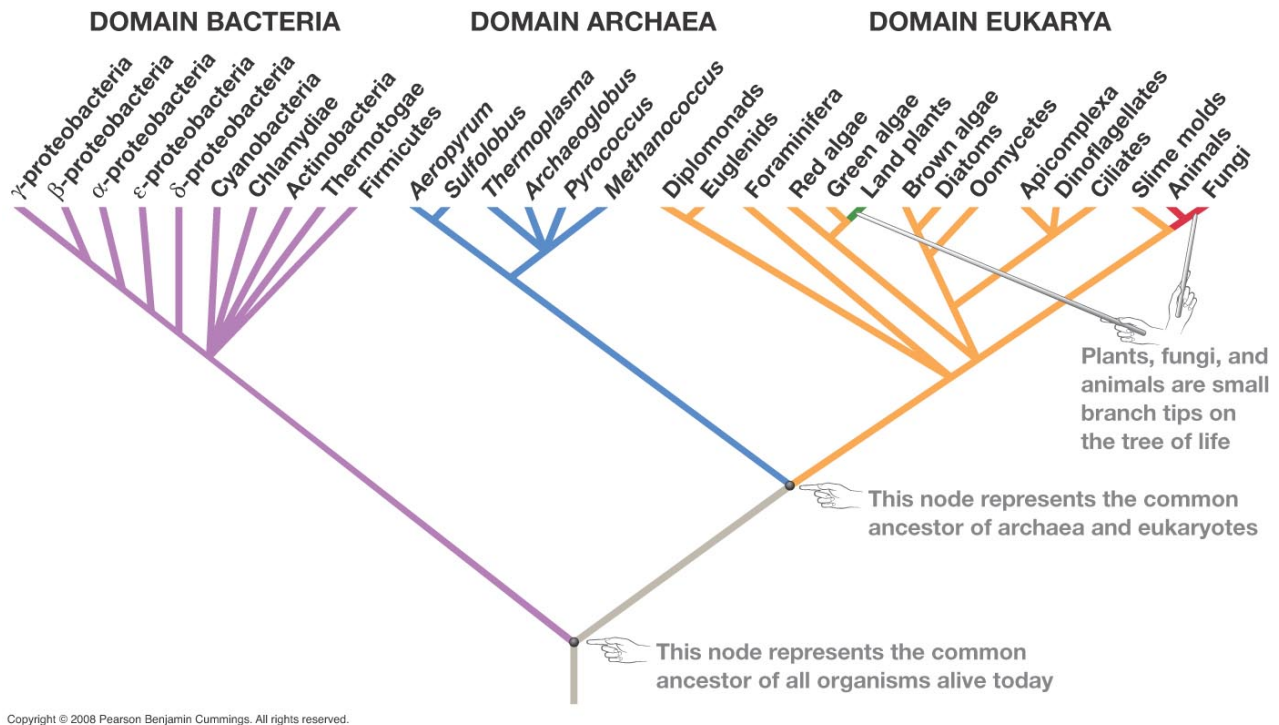 DOMAIN BACTERIA
DOMAIN ARCHAEA
DOMAIN EUKARYA
γ-proteobacteria
β-proteobacteria
α-proteobacteria
ε-proteobacteria
δ-proteobacteria
Cyanobacteria
Chlamydiae
Actinobacteria
Thermotogae
Firmicutes
Aeropyrum
Sulfolobus
Thermoplasma
Archaeoglobus
Pyrococcus
Methanococcus
Diplomonads
Euglenids
Foraminifera
Red algae
Green algae
Land plants
Brown algae
Diatoms
Oomycetes
Apicomplexa
Dinoflagellates
Ciliates
Slime molds
Animals
Fungi
Plants, fungi, and
animals are small
branch tips on
the tree of life
This node represents the common
ancestor of archaea and eukaryotes
This node represents the common
ancestor of all organisms alive today
Copyright © 2008 Pearson Benjamin Cummings. All rights reserved.